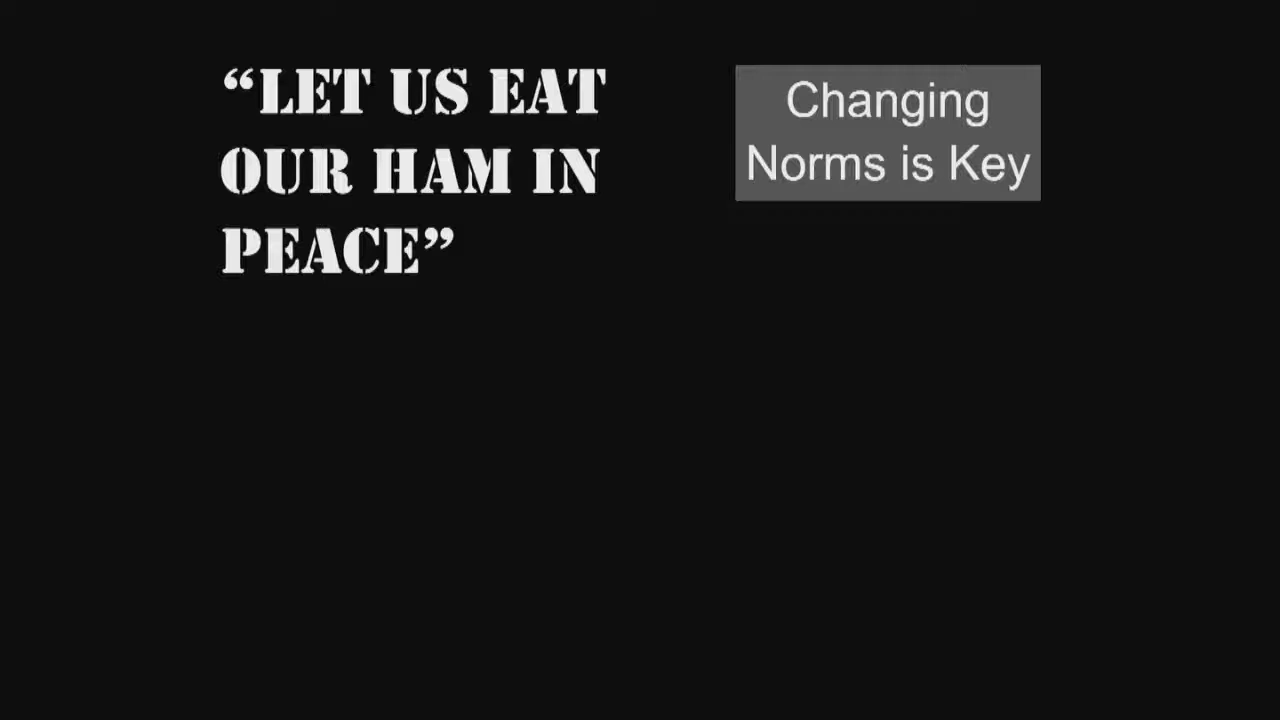 “LET US EAT
OUR HAM IN
PEACE”
Changing
Norms is Key